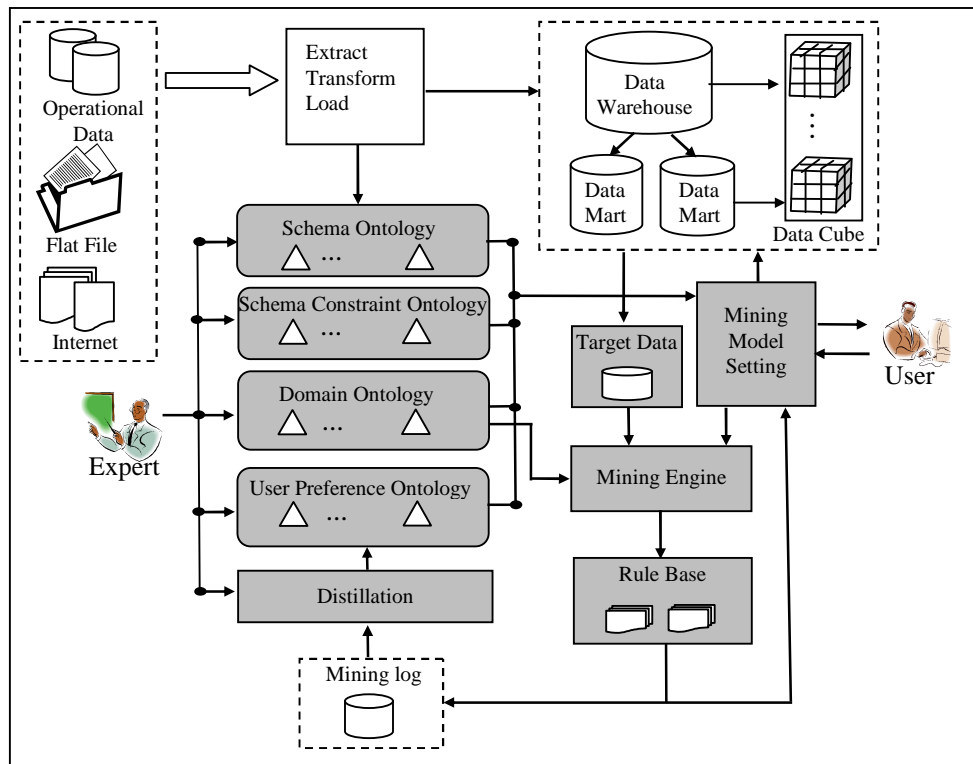 Operational
Data
Flat File
Internet
Extract
Transform
Load
Data
Warehouse
Data
Mart
Data
Mart
...
Data Cube
Schema Ontology
...
Schema Constraint Ontology
...
Domain Ontology
...
User Preference Ontology
...
Distillation
Mining log
Expert
Target Data
Mining
Model
Setting
User
Mining Engine
Rule Base